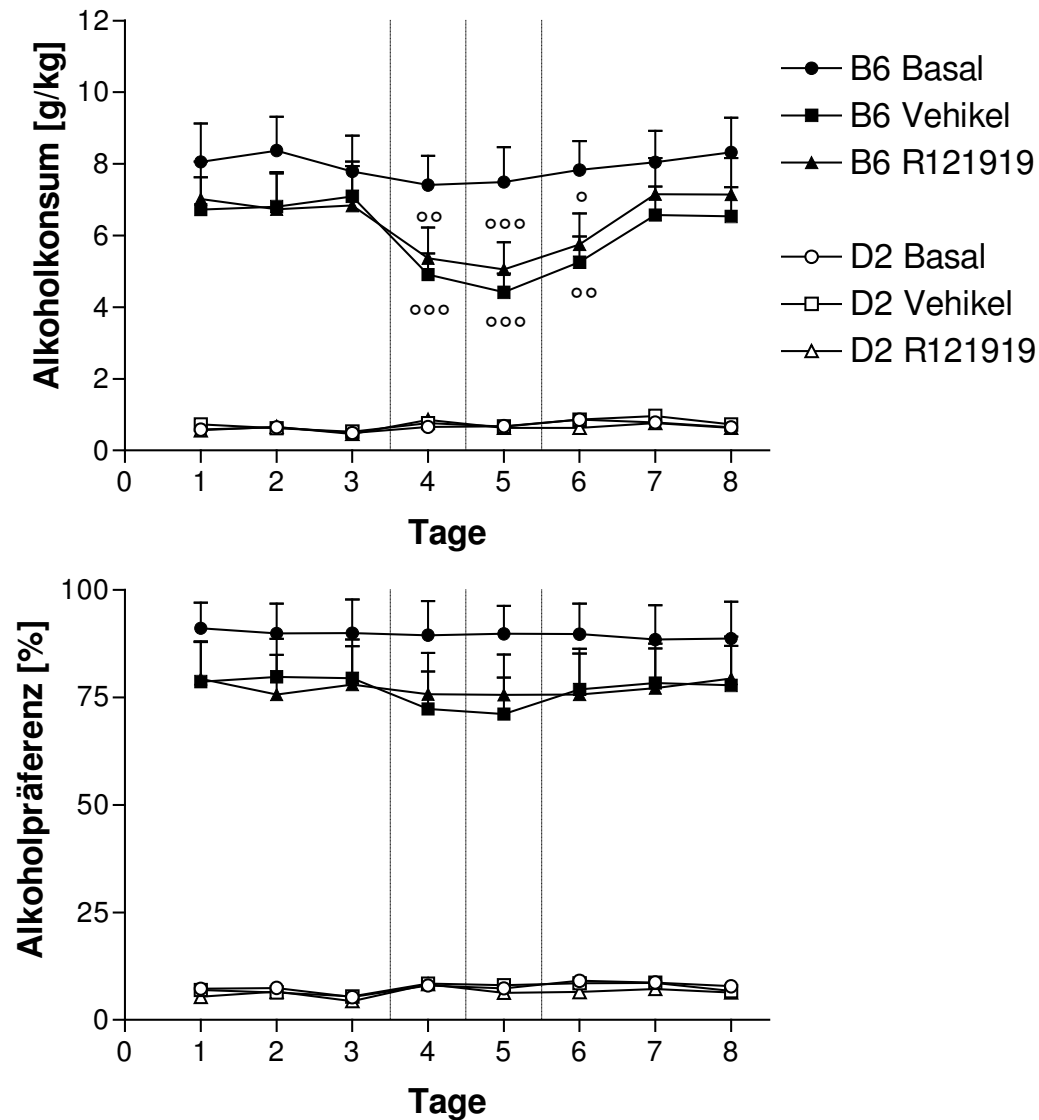 Alkoholkonsum [g/kg]
12
10
8
6
4
2
0
0 1 2 3 4 5 6 7 8
Tage
B6 Basal
B6 Vehikel
B6 R121919
D2 Basal
D2 Vehikel
D2 R121919
°°
°°°
°
°°°
°°°
°°
Alkoholpräferenz [%]
100
75
50
25
0
0 1 2 3 4 5 6 7 8
Tage